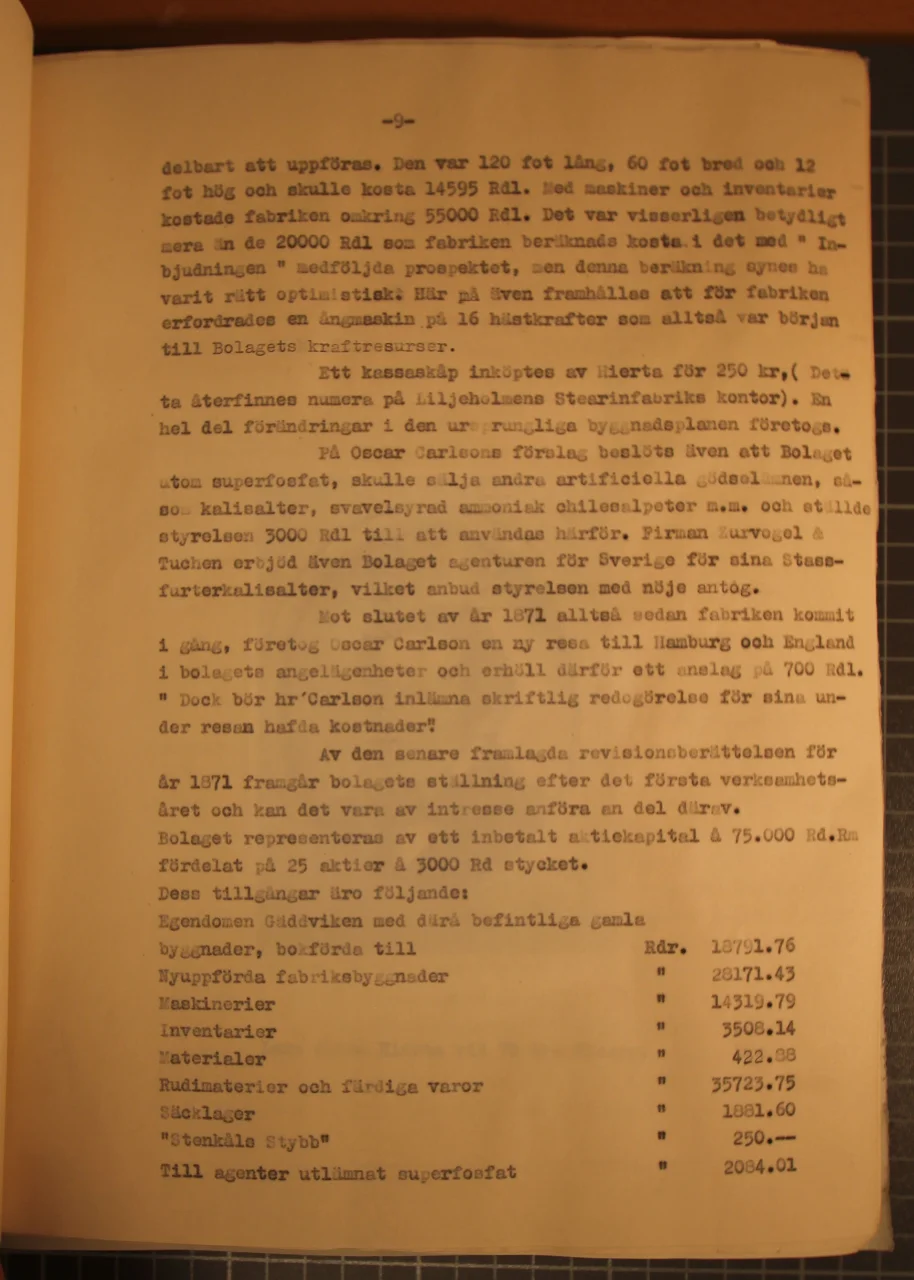 -9-
delbart att uppföras. Den var 120 fot lång, 60 fot bred och 12
fot hög och skulle kosta 14595 Rdl. Med maskiner och inventarier
kostade fabriken omkring 55000 Rdl. Det var visserligen betydligt
mera än de 20000 Rdl som fabriken beräknads kosta i det med " In-
bjudningen " medföljda prospektet, men denna beräkning synes ha
varit rätt optimistisk. Här må även framhållas att för fabriken
erfordrades en ångmaskin på 16 hästkrafter som alltså var början
till Bolagets kraftresurser.
Ett kassaskåp inköptes av Hierta för 250 kr,( Det-
ta återfinnes numera på Liljeholmens Stearinfabriks kontor). En
hel del förändringar i den ursprungliga byggnadsplanen företogs.
På Oscar Carlsons förslag beslöts även att Bolaget
utom superfosfat, skulle sälja andra artificiella gödselämnen, så-
som kalisalter, svavelsyrad ammoniak chilesalpeter m.m. och ställde
styrelsen 3000 Rdl till att användas härför. Firman Zurvogel &
Tuchen erbjöd även Bolaget agenturen för Sverige för sina Stass-
furterkalisalter, vilket anbud styrelsen med nöje antog.
Mot slutet av år 1871 alltså sedan fabriken kommit
i gång, företog Oscar Carlson en ny resa till Hamburg och England
i bolagets angelägenheter och erhöll därför ett anslag på 700 Rdl.
" Dock bör hr Carlson inlämna skriftlig redogörelse för sina un-
der resan hafda kostnader"!
Av den senare framlagda revisionsberättelsen för
år 1871 framgår bolagets ställning efter det första verksamhets-
året och kan det vara av intresse anföra an del därav.
Bolaget representeras av ett inbetalt aktiekapital å 75.000 Rd.Rm
fördelat på 25 aktier å 3000 Rd stycket.
Dess tillgångar äro följande:
Egendomen Gäddviken med därå befintliga gamla
byggnader, bokförda till Rdr. 18791.76
Nyuppförda fabriksbyggnader " 28171.43
Maskinerier " 14319.79
Inventarier " 3508.14
Materialer " 422.88
Rudimaterier och färdiga varor " 35723.75
Säcklager " 1881.60
"Stenkåls Stybb" " 250.--
Till agenter utlämnat superfosfat " 2084.01